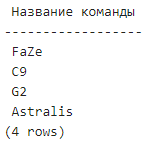 Название команды
-----------------
FaZe
C9
G2
Astralis
(4 rows)